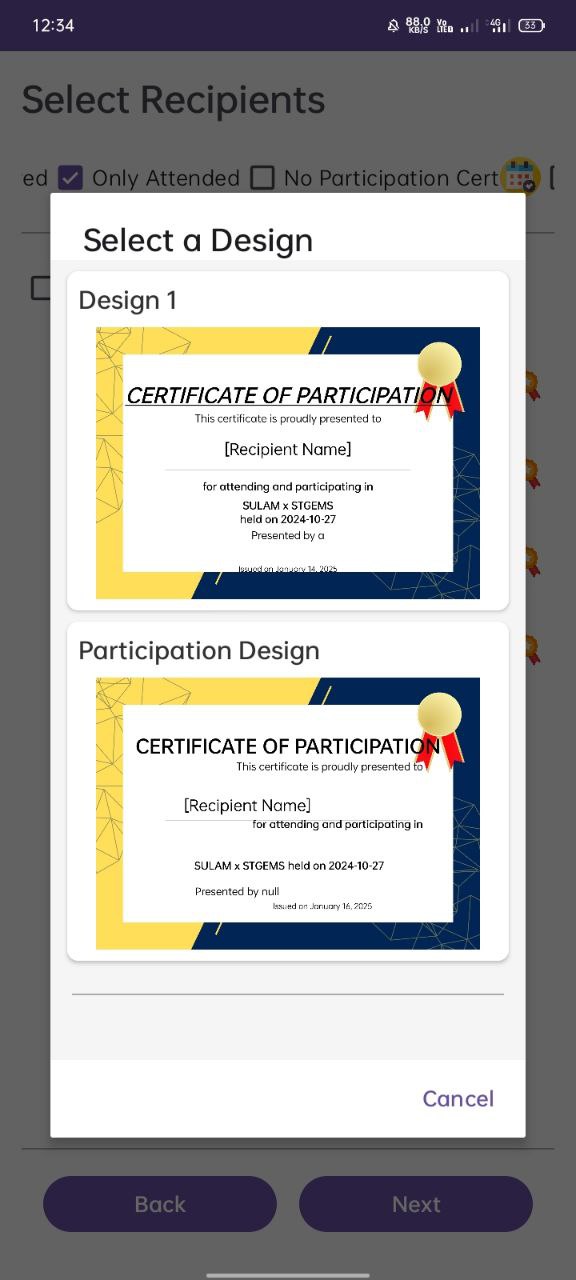 12:34
88.0
KB/S
Vo
LTE
4G
33
Select Recipients
ed
Only Attended
No Participation Cert
Select a Design
Design 1
CERTIFICATE OF PARTICIPATION
This certificate is proudly presented to
[Recipient Name]
for attending and participating in
SULAM x STGEMS
held on 2024-10-27
Presented by a
Issued on January 14, 2025
Participation Design
CERTIFICATE OF PARTICIPATION
This certificate is proudly presented to
[Recipient Name]
for attending and participating in
SULAM x STGEMS held on 2024-10-27
Presented by null
Issued on January 16, 2025
Cancel
Back
Next